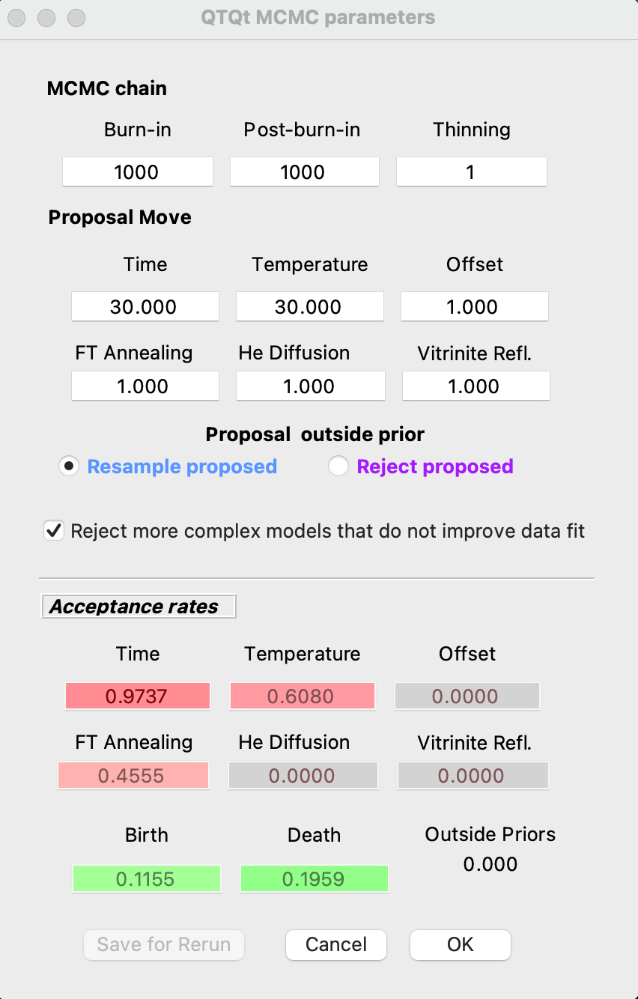 QTQt MCMC parameters
MCMC chain
Burn-in Post-burn-in Thinning
1000 1000 1
Proposal Move
Time Temperature Offset
30.000 30.000 1.000
FT Annealing He Diffusion Vitrinite Refl.
1.000 1.000 1.000
Proposal outside prior
Resample proposed Reject proposed
Reject more complex models that do not improve data fit
Acceptance rates
Time Temperature Offset
0.9737 0.6080 0.0000
FT Annealing He Diffusion Vitrinite Refl.
0.4555 0.0000 0.0000
Birth Death Outside Priors
0.1155 0.1959 0.000
Save for Rerun Cancel OK